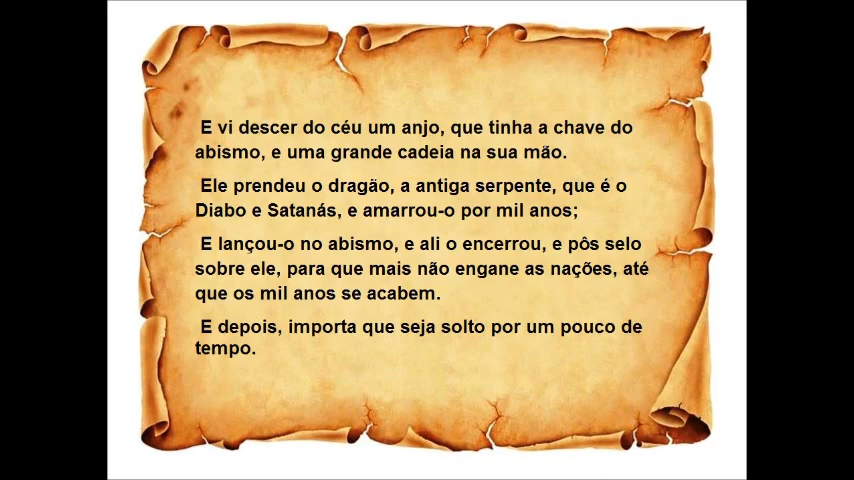 E vi descer do céu um anjo, que tinha a chave do
abismo, e uma grande cadeia na sua mão.
Ele prendeu o dragão, a antiga serpente, que é o
Diabo e Satanás, e amarrou-o por mil anos;
E lançou-o no abismo, e ali o encerrou, e pôs selo
sobre ele, para que mais não engane as nações, até
que os mil anos se acabem.
E depois, importa que seja solto por um pouco de
tempo.